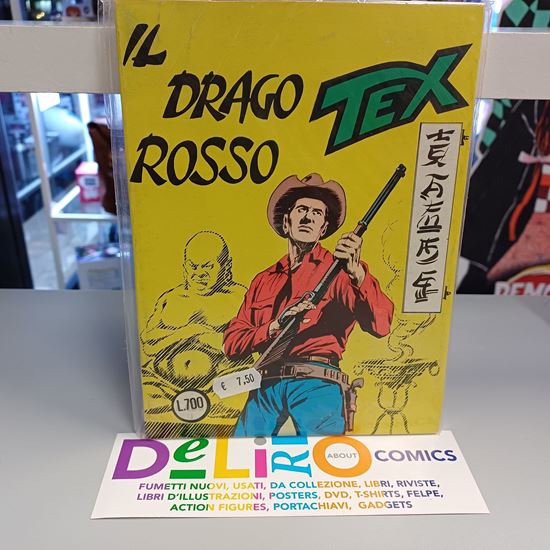 IL
DRAGO
ROSSO
TEX
€ 7,50
L.700
DeLiRiO
ABOUT
COMICS
FUMETTI NUOVI, USATI, DA COLLEZIONE, LIBRI, RIVISTE,
LIBRI D'ILLUSTRAZIONI, POSTERS, DVD, T-SHIRTS, FELPE,
ACTION FIGURES, PORTACHIAVI, GADGETS